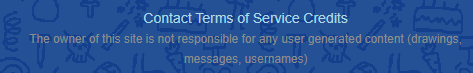 Contact Terms of Service Credits
The owner of this site is not responsible for any user generated content (drawings,
messages, usernames)